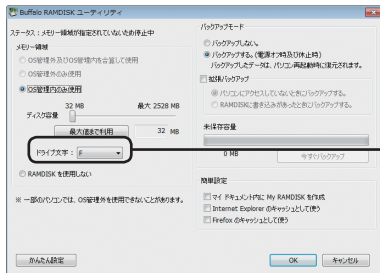 Buffalo RAMDISK ユーティリティ
ステータス：メモリー領域が指定されていないため停止中
メモリー領域
OS管理外及びOS管理内を合算して使用
OS管理外のみ使用
OS管理内のみ使用
32 MB 最大 2528 MB
ディスク容量
最大値まで利用 32 MB
ドライブ文字： F
RAMDISK を使用しない
※ 一部のパソコンでは、OS管理外を使用できないことがあります。
かんたん設定
バックアップモード
バックアップしない。
バックアップする。(電源オフ時及び休止時)
バックアップしたデータは、パソコン再起動時に復元されます。
拡張バックアップ
パソコンにアクセスしていないときにバックアップする。
RAMDISKに書き込みがあったときにバックアップする。
未保存容量
0 MB 今すぐバックアップ
簡単設定
マイ ドキュメント内に My RAMDISK を作成
Internet Explorer のキャッシュとして使う
Firefox のキャッシュとして使う
OK キャンセル